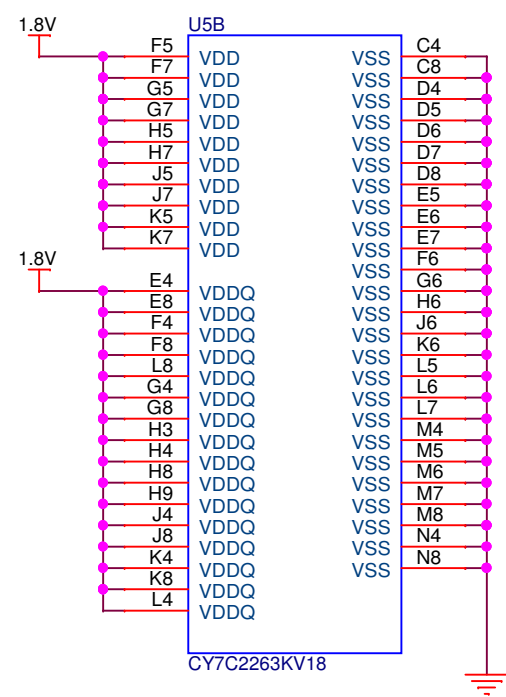 1.8V
U5B
F5 VDD VSS C4
F7 VDD VSS C8
G5 VDD VSS D4
G7 VDD VSS D5
H5 VDD VSS D6
H7 VDD VSS D7
J5 VDD VSS D8
J7 VDD VSS E5
K5 VDD VSS E6
K7 VDD VSS E7
1.8V
VSS F6
E4 VDDQ VSS G6
E8 VDDQ VSS H6
F4 VDDQ VSS J6
F8 VDDQ VSS K6
L8 VDDQ VSS L5
G4 VDDQ VSS L6
G8 VDDQ VSS L7
H3 VDDQ VSS M4
H4 VDDQ VSS M5
H8 VDDQ VSS M6
H9 VDDQ VSS M7
J4 VDDQ VSS M8
J8 VDDQ VSS N4
K4 VDDQ VSS N8
K8 VDDQ
L4 VDDQ
CY7C2263KV18